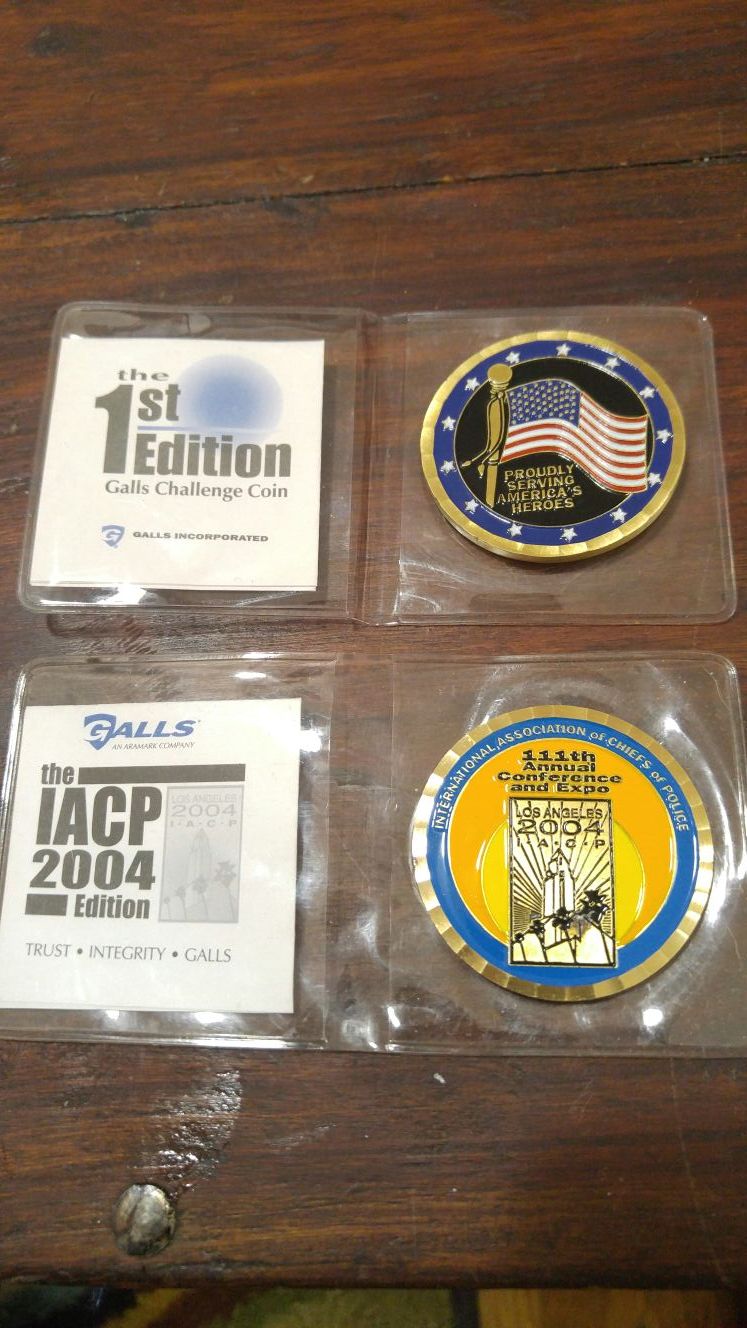 the
1st
Edition
Galls Challenge Coin
GALLS INCORPORATED
PROUDLY
SERVING
AMERICA'S
HEROES
GALLS
AN ARAMARK COMPANY
the
IACP
2004
Edition
LOS ANGELES
2004
I·A·C·P
TRUST • INTEGRITY • GALLS
INTERNATIONAL ASSOCIATION of CHIEFS of POLICE
111th
Annual
Conference
and Expo
LOS ANGELES
2004
I·A·C·P